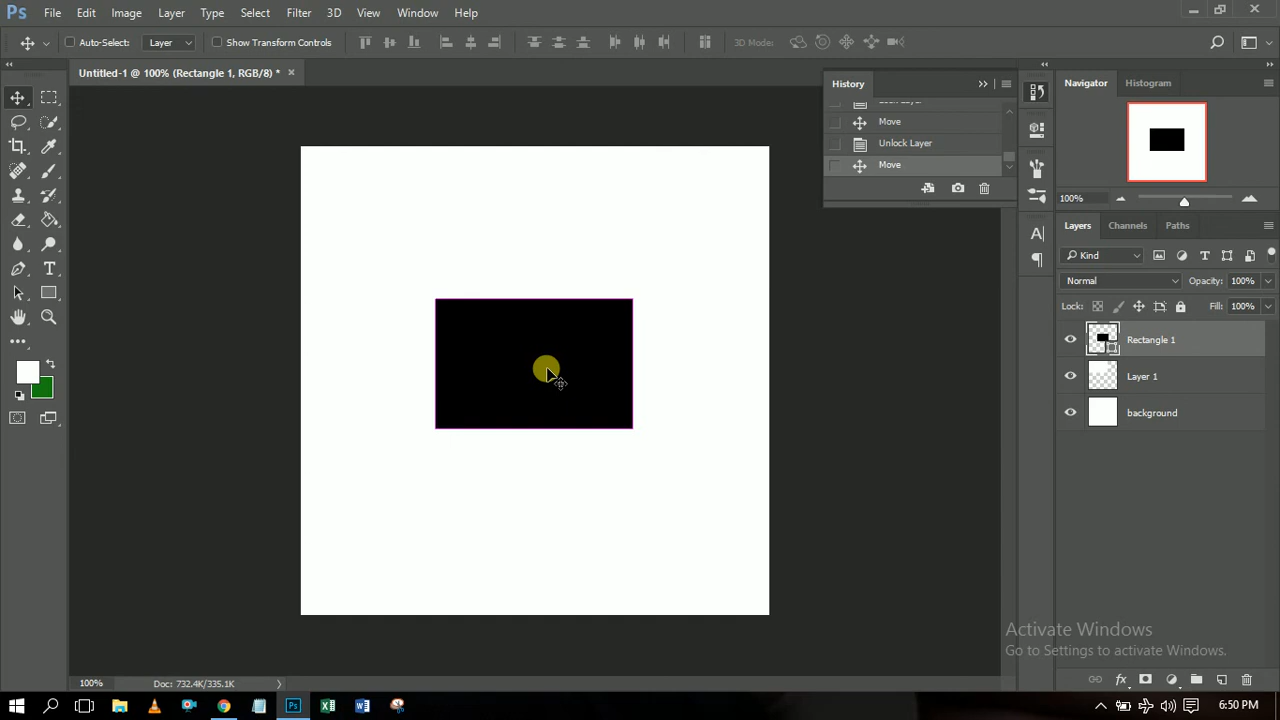 Ps File Edit Image Layer Type Select Filter 3D View Window Help
Auto-Select: Layer Show Transform Controls 3D Modes:
Untitled-1 @ 100% (Rectangle 1, RGB/8) * ×
History
Move
Unlock Layer
Move
Navigator Histogram
100%
Layers Channels Paths
Kind
Normal Opacity: 100%
Lock: Fill: 100%
Rectangle 1
Layer 1
background
Activate Windows
Go to Settings to activate Windows.
100% Doc: 732.4K/335.1K
6:50 PM